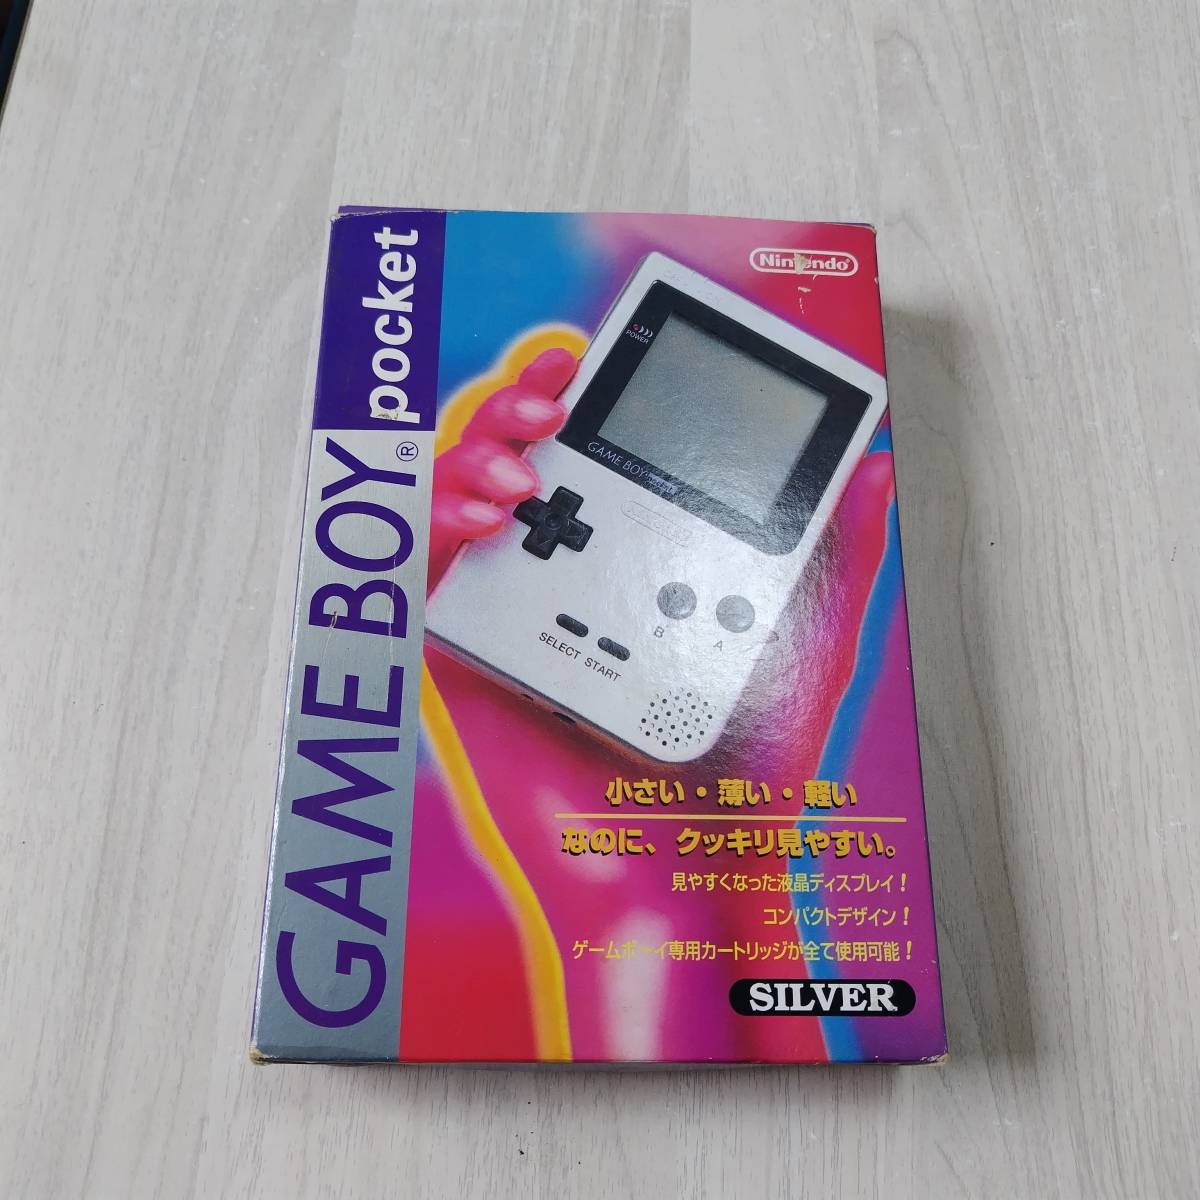 GAME BOY® pocket
Nintendo®
POWER
GAME BOY pocket
B
A
SELECT START
小さい・薄い・軽い
なのに、クッキリ見やすい。
見やすくなった液晶ディスプレイ!
コンパクトデザイン!
ゲームボーイ専用カートリッジが全て使用可能!
SILVER